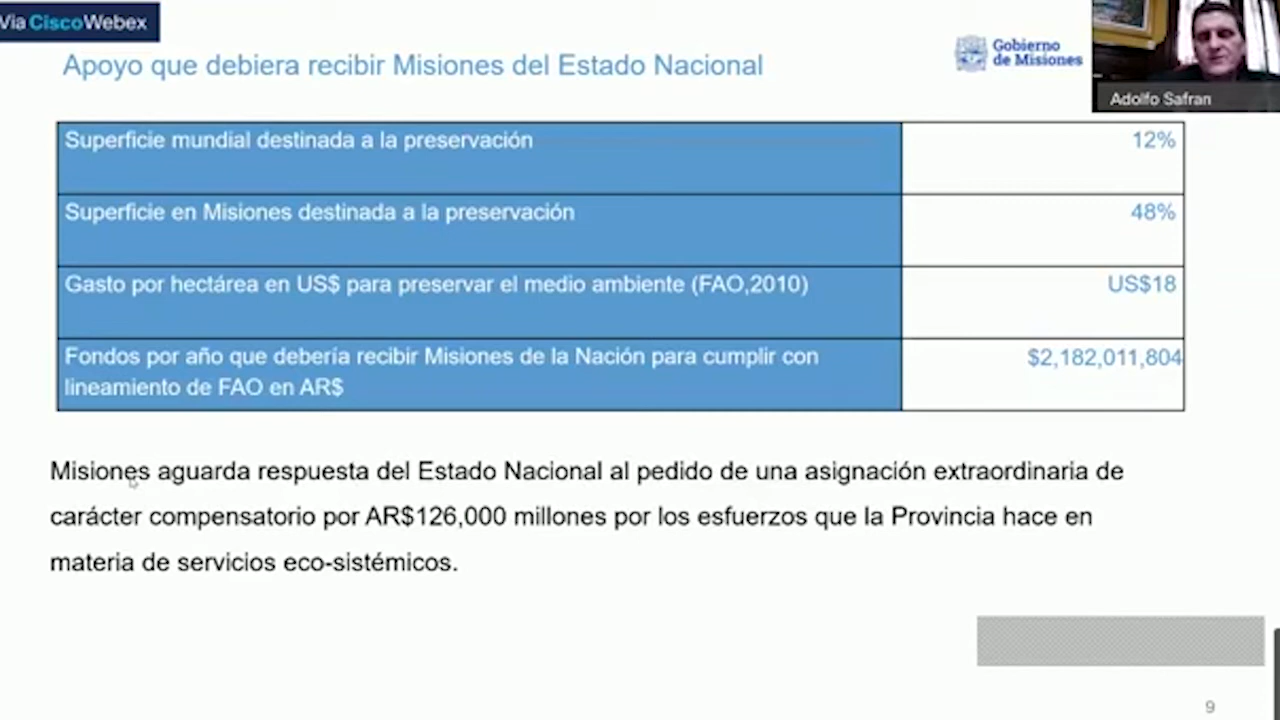 Vía CiscoWebex
Apoyo que debiera recibir Misiones del Estado Nacional
Gobierno
de Misiones
Adolfo Safran
Superficie mundial destinada a la preservación 12%
Superficie en Misiones destinada a la preservación 48%
Gasto por hectárea en US$ para preservar el medio ambiente (FAO,2010) US$18
Fondos por año que debería recibir Misiones de la Nación para cumplir con $2,182,011,804
lineamiento de FAO en AR$
Misiones aguarda respuesta del Estado Nacional al pedido de una asignación extraordinaria de
carácter compensatorio por AR$126,000 millones por los esfuerzos que la Provincia hace en
materia de servicios eco-sistémicos.
9